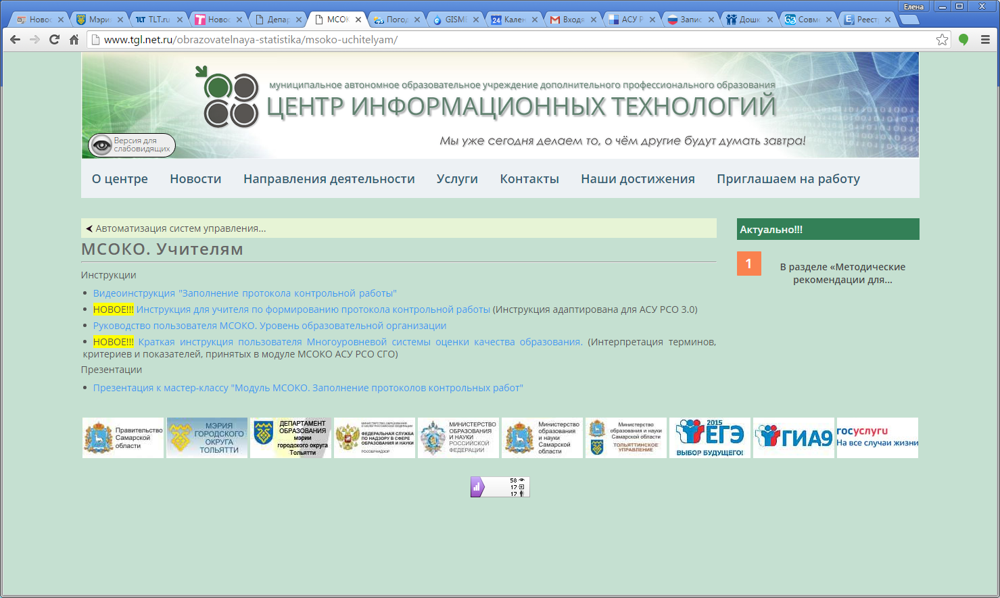 Елена
Новос
Мэри
TLT.ru
Новос
Депар
МСОК
Погод
GISME
Кален
Входя
АСУ Р
Запис
Дошк
Совме
Реест
www.tgl.net.ru/obrazovatelnaya-statistika/msoko-uchitelyam/
муниципальное автономное образовательное учреждение дополнительного профессионального образования
ЦЕНТР ИНФОРМАЦИОННЫХ ТЕХНОЛОГИЙ
Версия для
слабовидящих
Мы уже сегодня делаем то, о чём другие будут думать завтра!
О центре Новости Направления деятельности Услуги Контакты Наши достижения Приглашаем на работу
Автоматизация систем управления...
МСОКО. Учителям
Инструкции
• Видеоинструкция "Заполнение протокола контрольной работы"
• НОВОЕ!!! Инструкция для учителя по формированию протокола контрольной работы (Инструкция адаптирована для АСУ РСО 3.0)
• Руководство пользователя МСОКО. Уровень образовательной организации
• НОВОЕ!!! Краткая инструкция пользователя Многоуровневой системы оценки качества образования. (Интерпретация терминов,
критериев и показателей, принятых в модуле МСОКО АСУ РСО СГО)
Презентации
• Презентация к мастер-классу "Модуль МСОКО. Заполнение протоколов контрольных работ"
Актуально!!!
1
В разделе «Методические
рекомендации для...
Правительство
Самарской
области
МЭРИЯ
ГОРОДСКОГО
ОКРУГА
ТОЛЬЯТТИ
ДЕПАРТАМЕНТ
ОБРАЗОВАНИЯ
мэрии
городского округа
Тольятти
МИНИСТЕРСТВО ОБРАЗОВАНИЯ
И НАУКИ РОССИЙСКОЙ ФЕДЕРАЦИИ
ФЕДЕРАЛЬНАЯ СЛУЖБА
ПО НАДЗОРУ В СФЕРЕ
ОБРАЗОВАНИЯ И НАУКИ
РОСОБРНАДЗОР
МИНИСТЕРСТВО
ОБРАЗОВАНИЯ
И НАУКИ
РОССИЙСКОЙ
ФЕДЕРАЦИИ
Министерство
образования
и науки
Самарской
области
Министерство
образования и науки
Самарской области
ТОЛЬЯТТИНСКОЕ
УПРАВЛЕНИЕ
2015
ЕГЭ
ВЫБОР БУДУЩЕГО!
ГИА9
госуслуги
На все случаи жизни
58
17
17